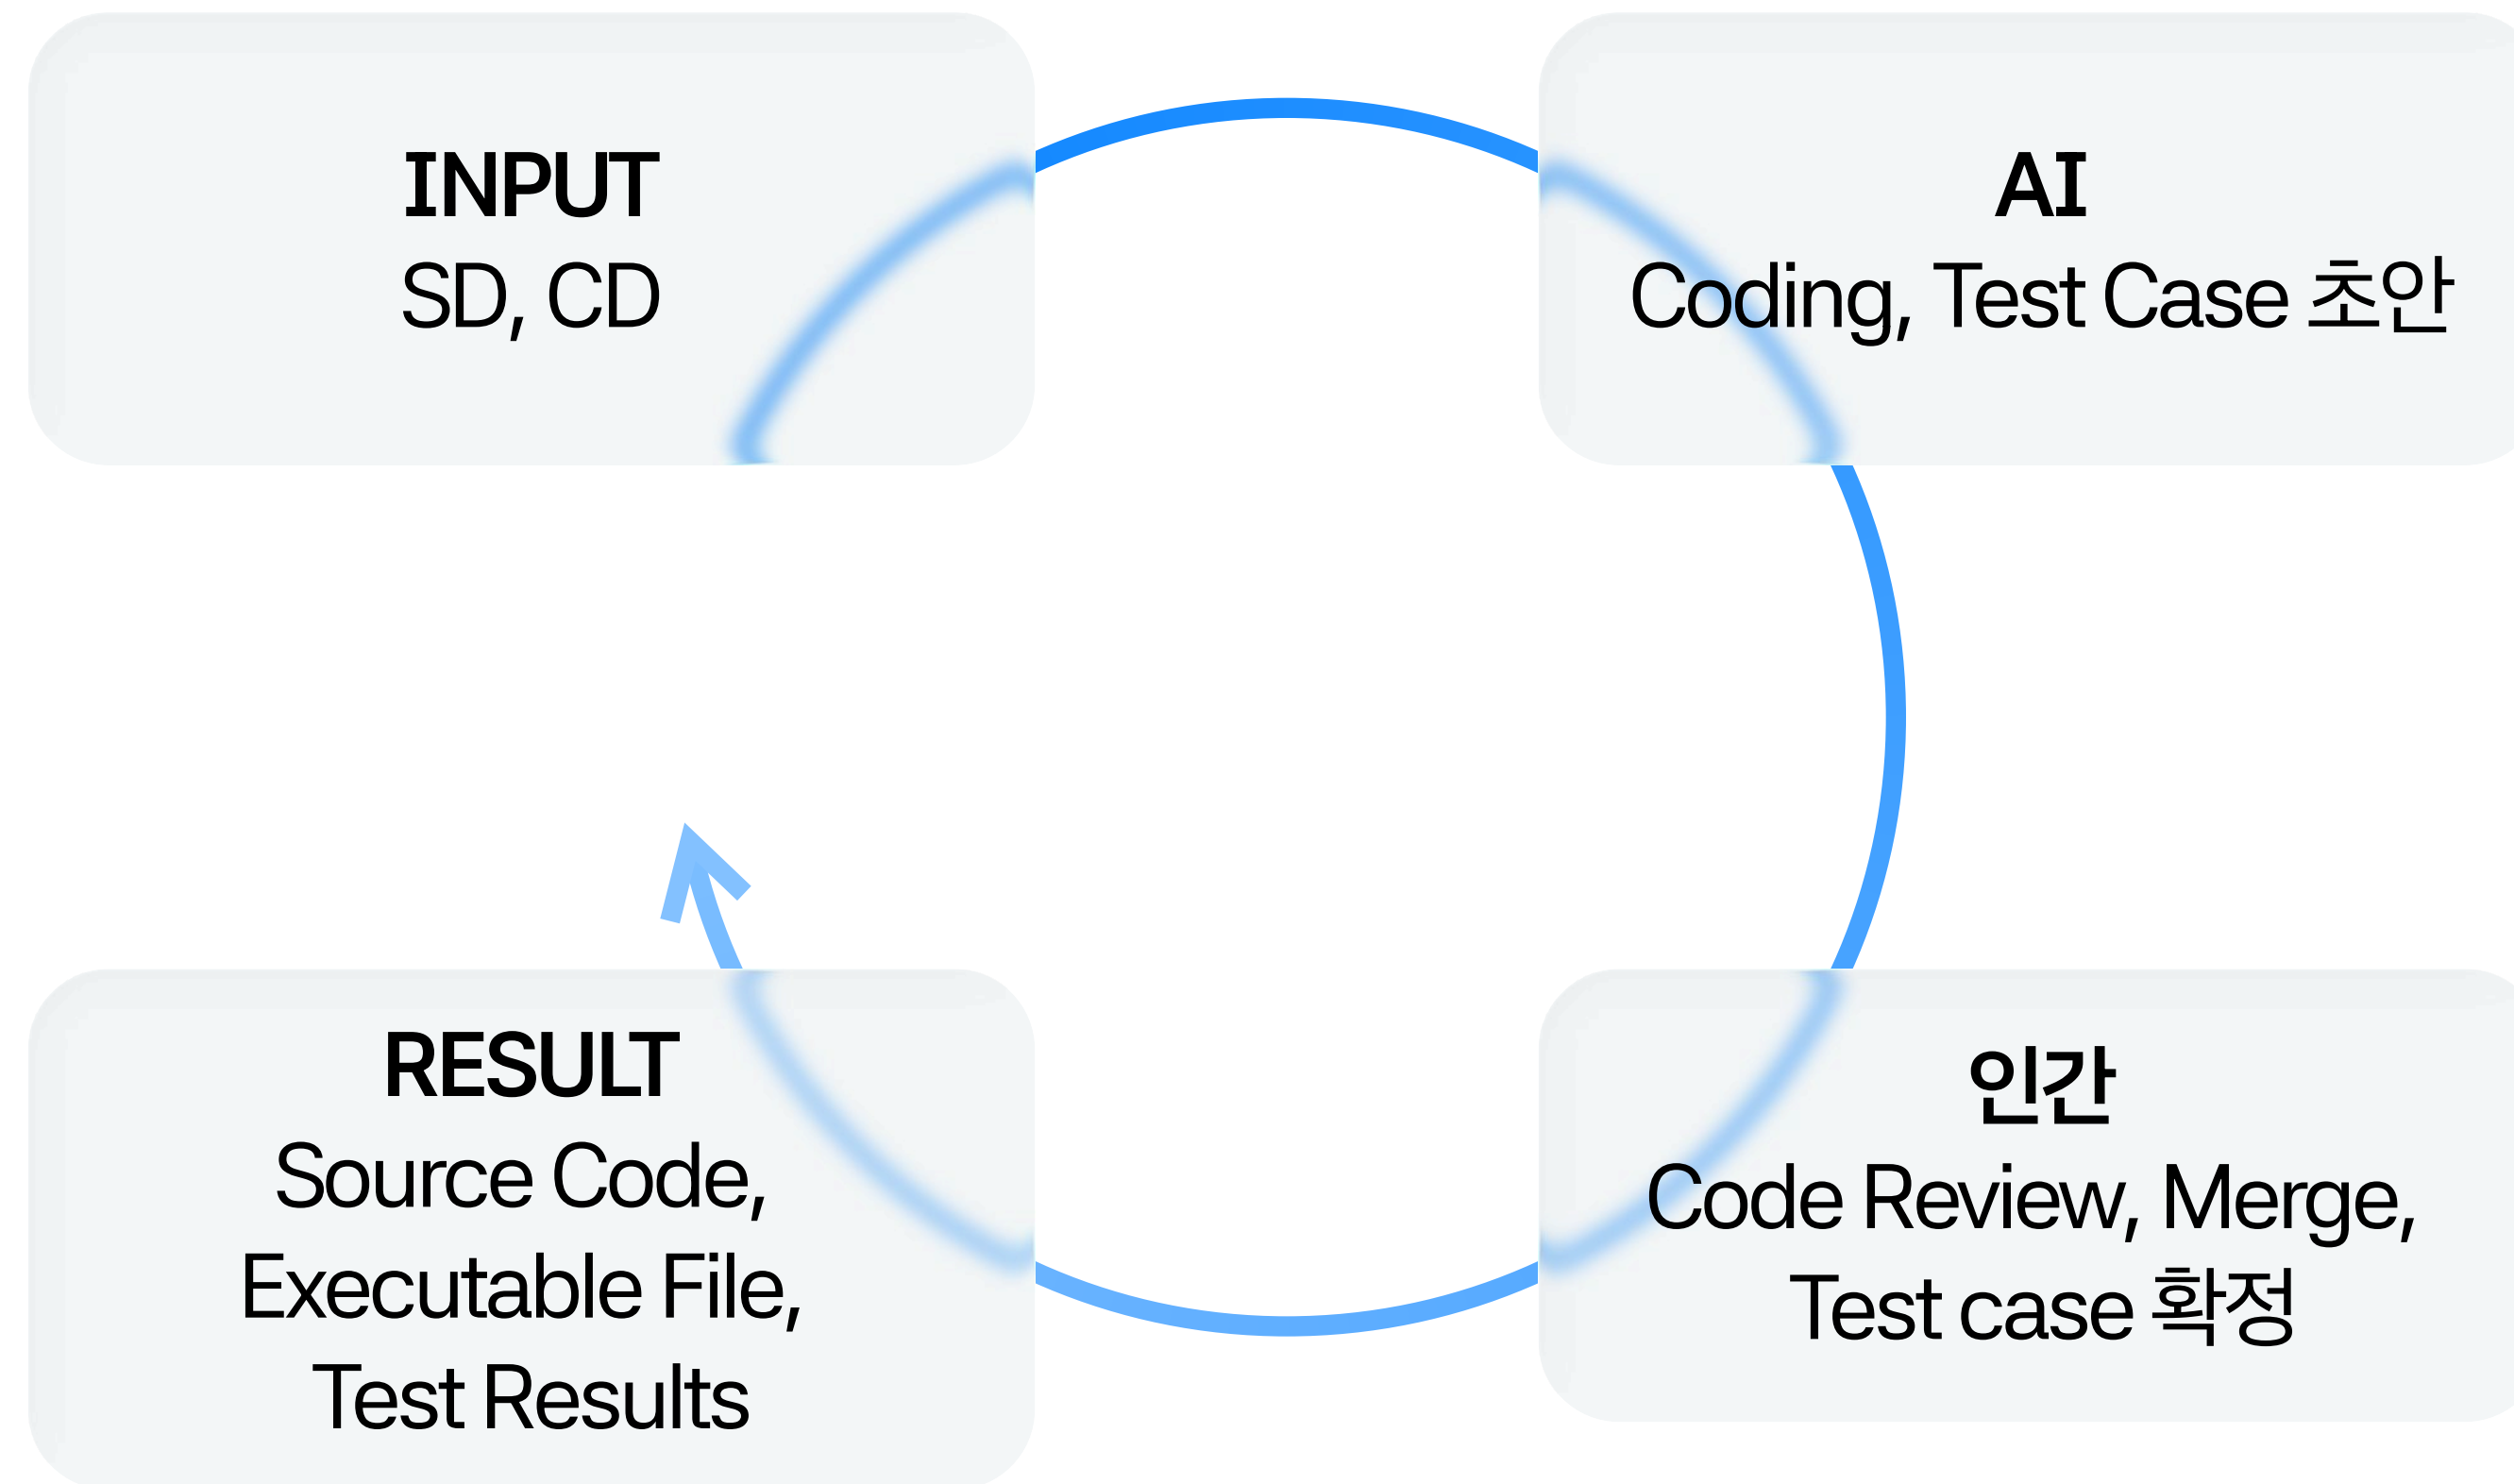 INPUT
SD, CD
AI
Coding, Test Case 초안
RESULT
Source Code,
Executable File,
Test Results
인간
Code Review, Merge,
Test case 확정